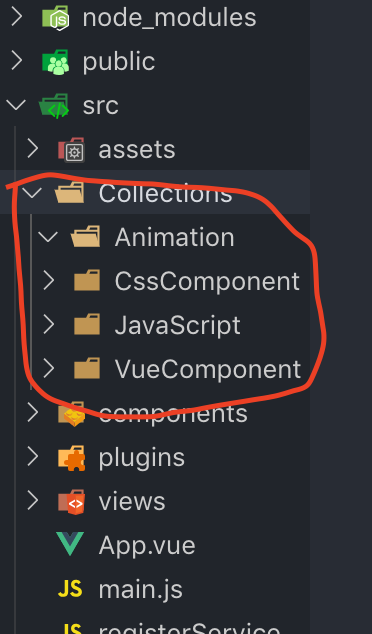 node_modules
public
src
assets
Collections
Animation
CssComponent
JavaScript
VueComponent
components
plugins
views
App.vue
JS main.js
JS registerService